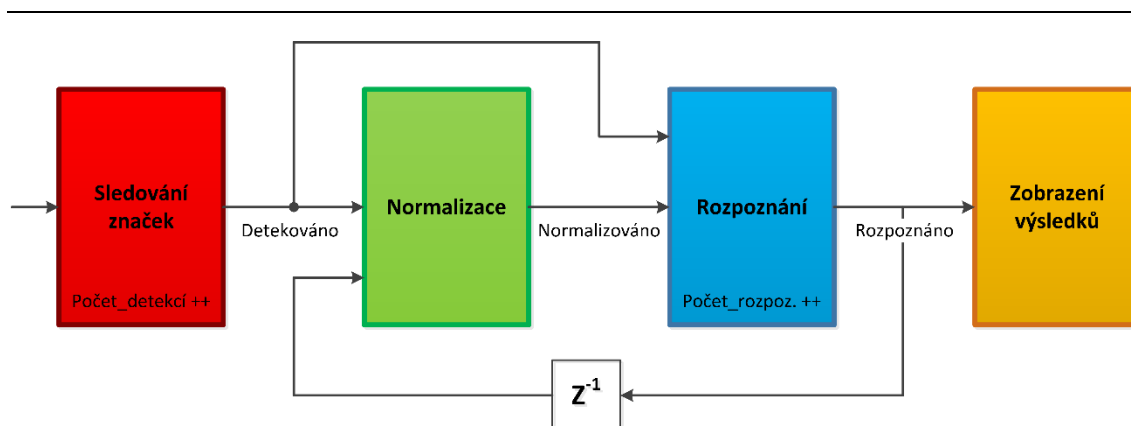 Sledování
značek
Počet_detekcí ++
Detekováno
Normalizace
Normalizováno
Rozpoznání
Počet_rozpoz. ++
Rozpoznáno
Zobrazení
výsledků
Z⁻¹